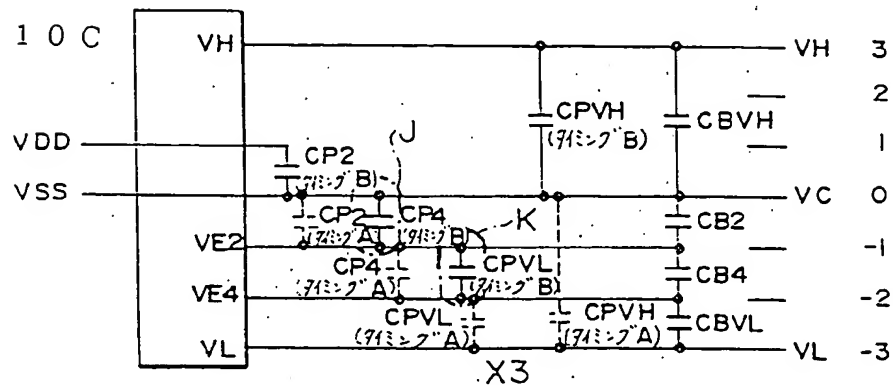 10C
VH
VH 3
2
CPVH
(タイミングB)
CBVH
J
VDD
1
CP2
(タイミングB)
VSS
VC 0
CP2
(タイミングA)
CP4
(タイミングB)
K
CB2
VE2
-1
CP4
(タイミングA)
CPVL
(タイミングB)
CB4
VE4
-2
CPVL
(タイミングA)
CPVH
(タイミングA)
CBVL
VL
VL -3
X3